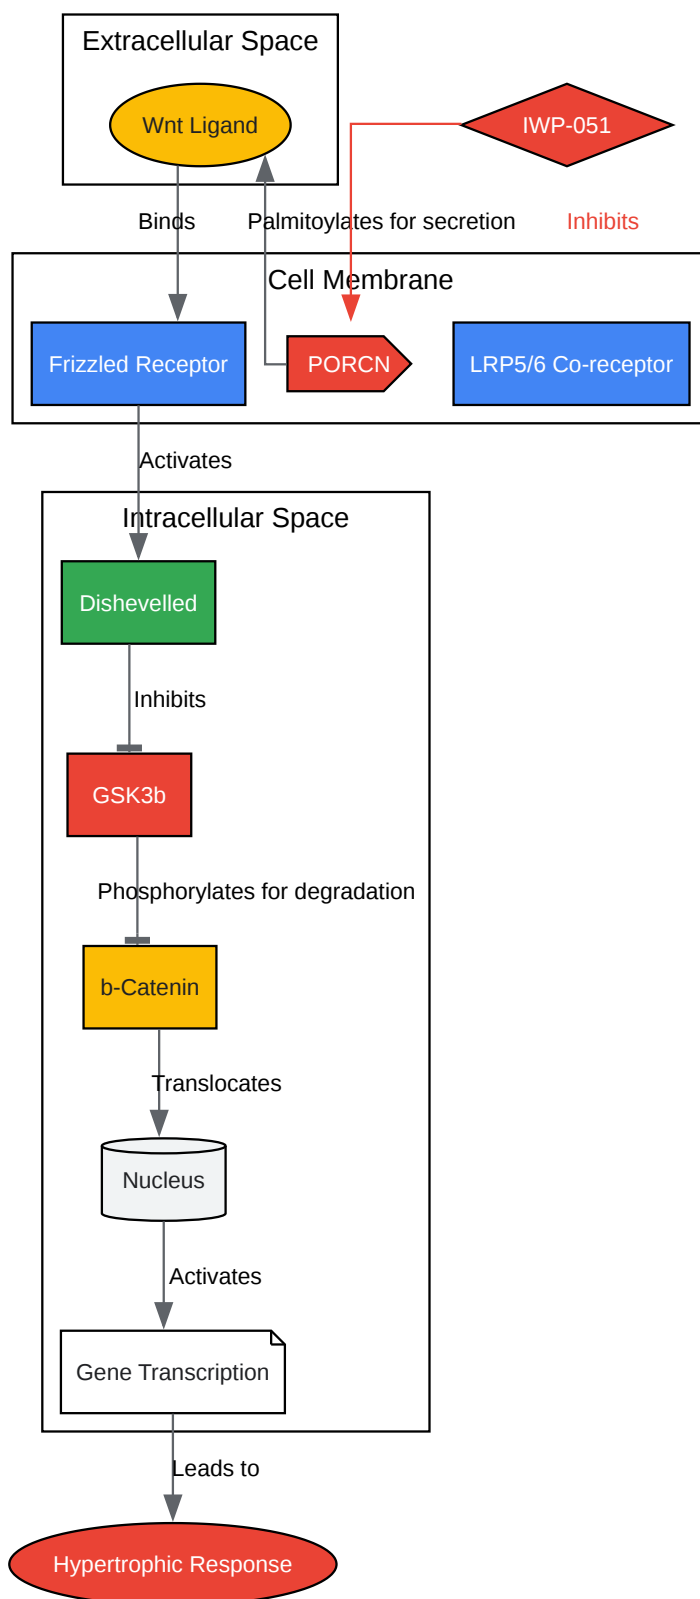 Extracellular Space
Wnt Ligand
IWP-051
Binds
Palmitoylates for secretion
Inhibits
Cell Membrane
Frizzled Receptor
PORCN
LRP5/6 Co-receptor
Activates
Intracellular Space
Dishevelled
Inhibits
GSK3b
Phosphorylates for degradation
b-Catenin
Translocates
Nucleus
Activates
Gene Transcription
Leads to
Hypertrophic Response